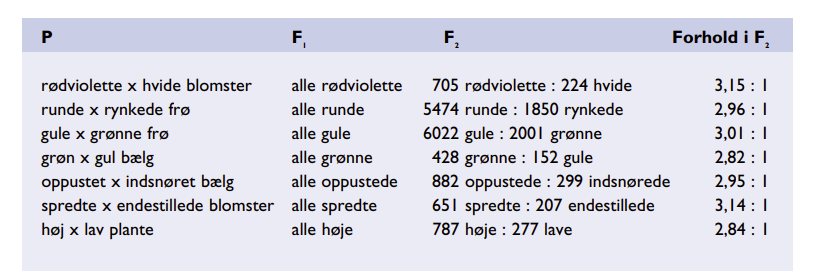 P F₁ F₂ Forhold i F₂
rødviolette x hvide blomster alle rødviolette 705 rødviolette : 224 hvide 3,15 : 1
runde x rynkede frø alle runde 5474 runde : 1850 rynkede 2,96 : 1
gule x grønne frø alle gule 6022 gule : 2001 grønne 3,01 : 1
grøn x gul bælg alle grønne 428 grønne : 152 gule 2,82 : 1
oppustet x indsnøret bælg alle oppustede 882 oppustede : 299 indsnørede 2,95 : 1
spredte x endestillede blomster alle spredte 651 spredte : 207 endestillede 3,14 : 1
høj x lav plante alle høje 787 høje : 277 lave 2,84 : 1